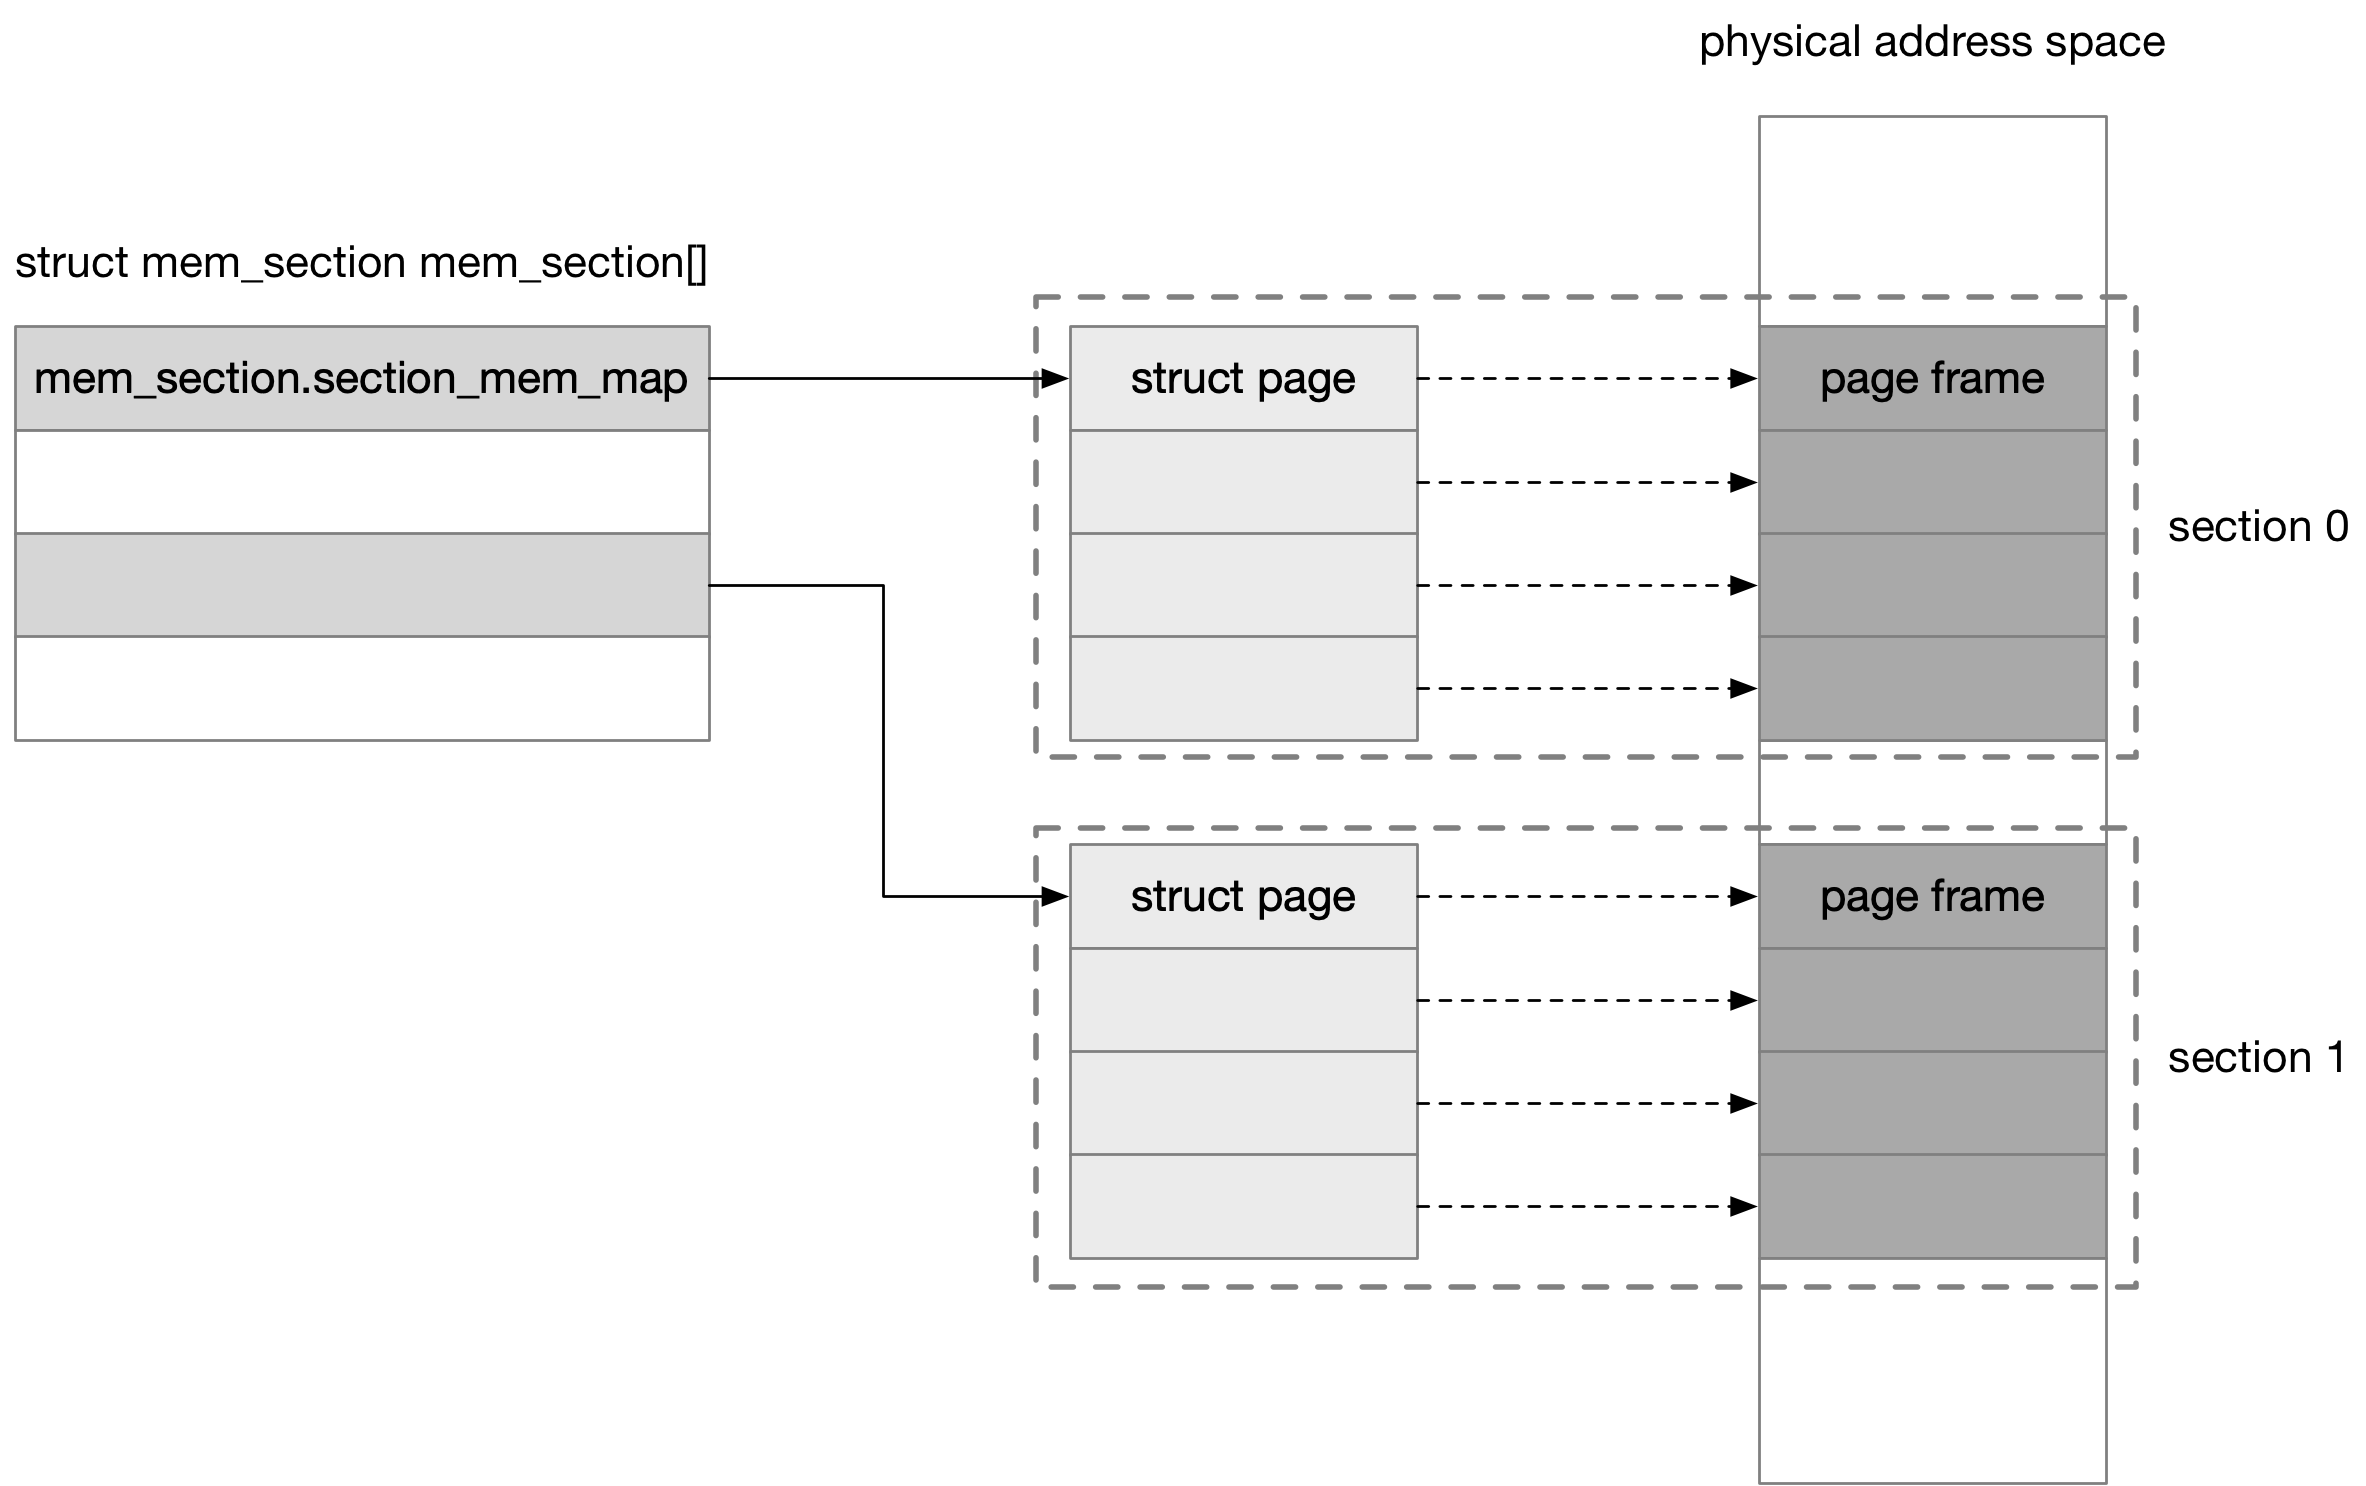 physical address space
struct mem_section mem_section[]
mem_section.section_mem_map
struct page
page frame
section 0
struct page
page frame
section 1